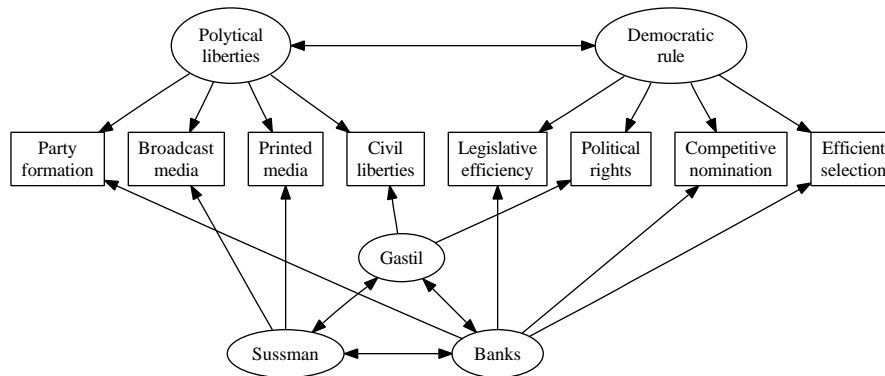 Polytical
liberties
Democratic
rule
Party
formation
Broadcast
media
Printed
media
Civil
liberties
Legislative
efficiency
Political
rights
Competitive
nomination
Efficient
selection
Gastil
Sussman
Banks